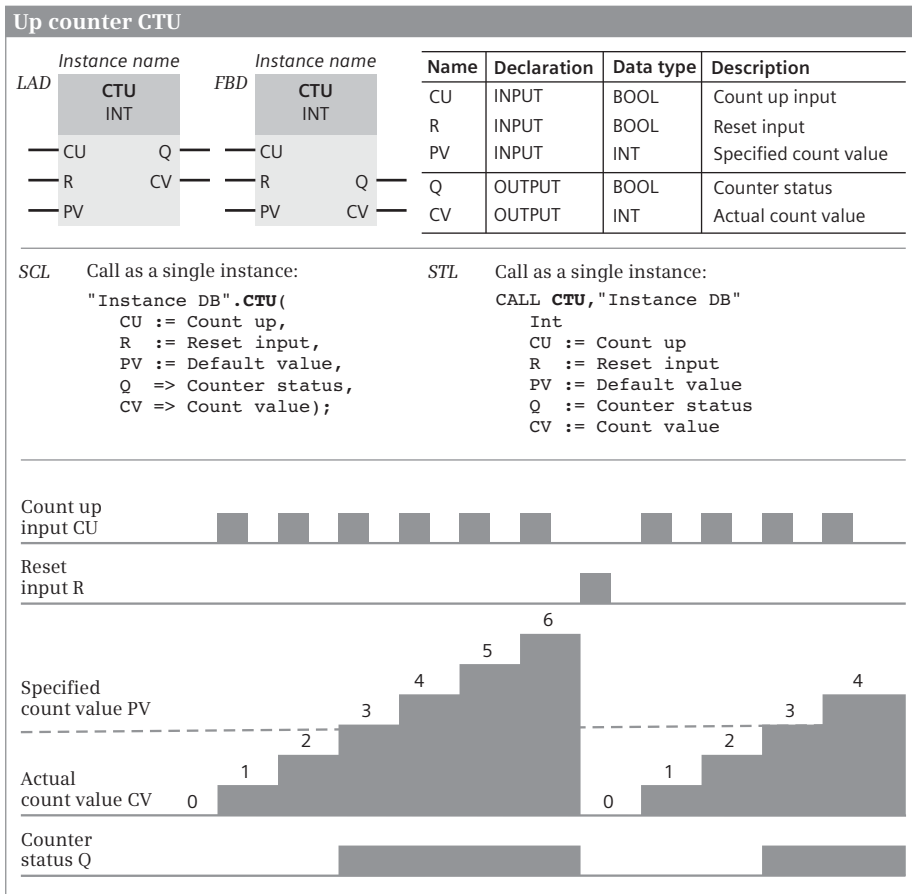 Up counter CTU
Instance name
LAD
CTU
INT
CU Q
R CV
PV
Instance name
FBD
CTU
INT
CU
R Q
PV CV
Name Declaration Data type Description
CU INPUT BOOL Count up input
R INPUT BOOL Reset input
PV INPUT INT Specified count value
Q OUTPUT BOOL Counter status
CV OUTPUT INT Actual count value
SCL Call as a single instance:
"Instance DB".CTU(
CU := Count up,
R := Reset input,
PV := Default value,
Q => Counter status,
CV => Count value);
STL Call as a single instance:
CALL CTU,"Instance DB"
Int
CU := Count up
R := Reset input
PV := Default value
Q := Counter status
CV := Count value
Count up
input CU
Reset
input R
Specified
count value PV
Actual
count value CV
0 1 2 3 4 5 6 0 1 2 3 4
Counter
status Q